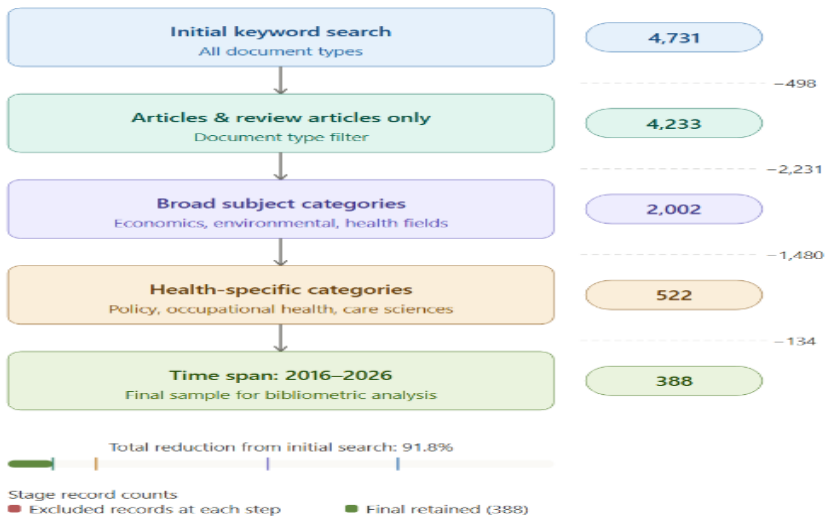 Initial keyword search
All document types
4,731
−498
Articles & review articles only
Document type filter
4,233
−2,231
Broad subject categories
Economics, environmental, health fields
2,002
−1,480
Health-specific categories
Policy, occupational health, care sciences
522
−134
Time span: 2016–2026
Final sample for bibliometric analysis
388
Total reduction from initial search: 91.8%
Stage record counts
Excluded records at each step
Final retained (388)